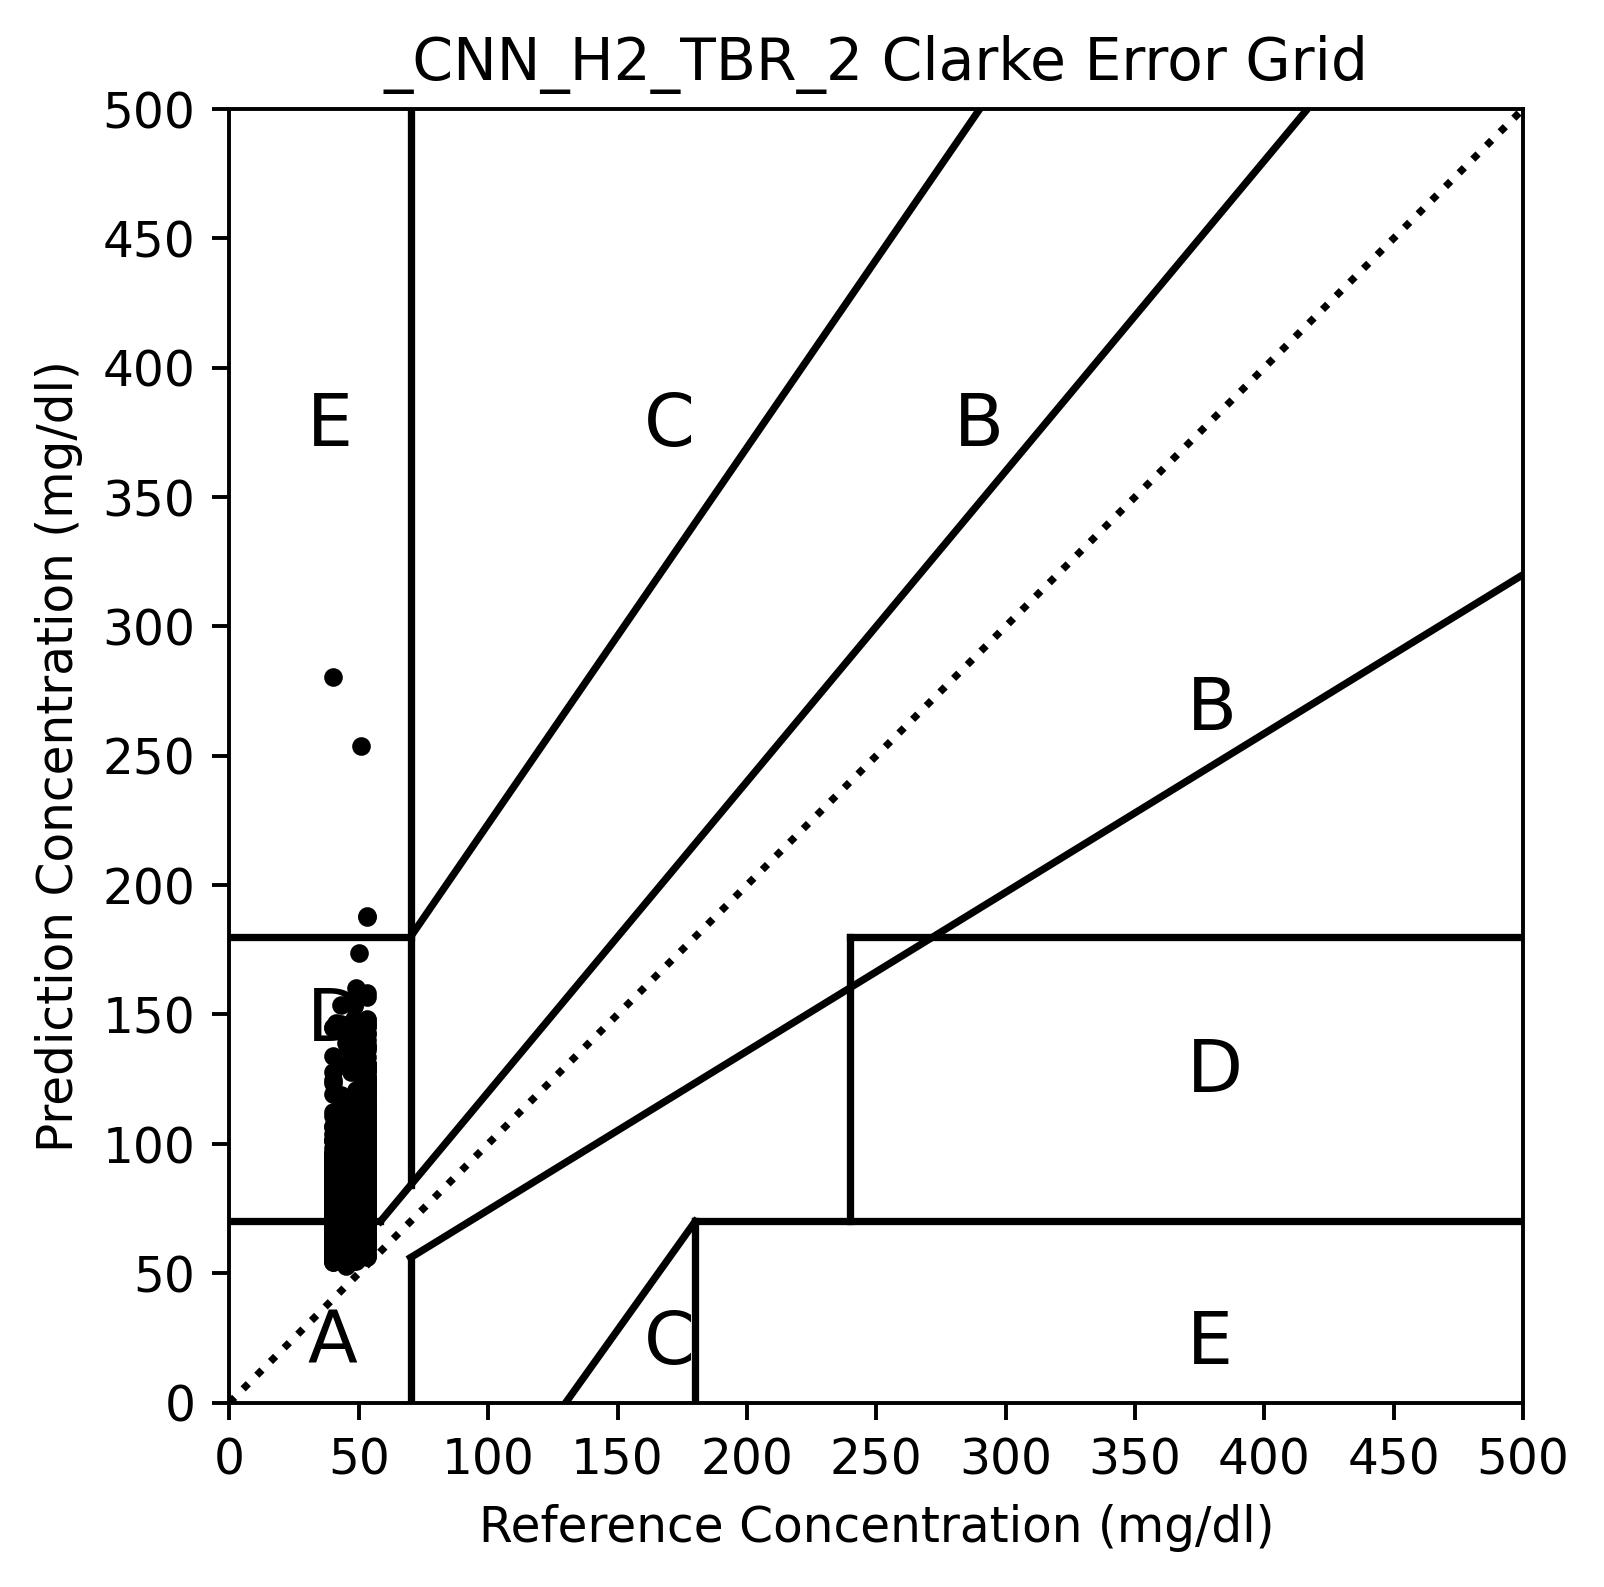 _CNN_H2_TBR_2 Clarke Error Grid
500
450
400
350
300
250
200
150
100
50
0
Prediction Concentration (mg/dl)
E
C
B
B
D
D
A
C
E
0 50 100 150 200 250 300 350 400 450 500
Reference Concentration (mg/dl)